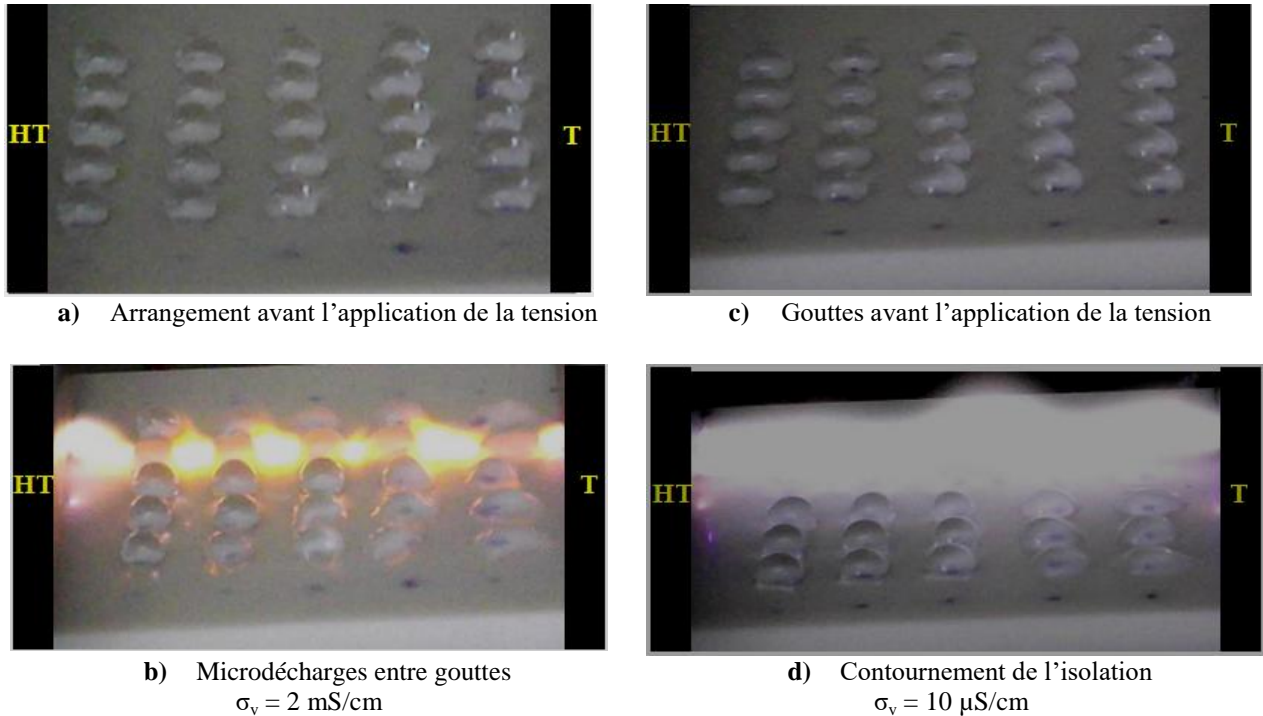 HT T
HT T
a) Arrangement avant l’application de la tension
c) Gouttes avant l’application de la tension
HT T
HT T
b) Microdécharges entre gouttes
σv = 2 mS/cm
d) Contournement de l’isolation
σv = 10 µS/cm